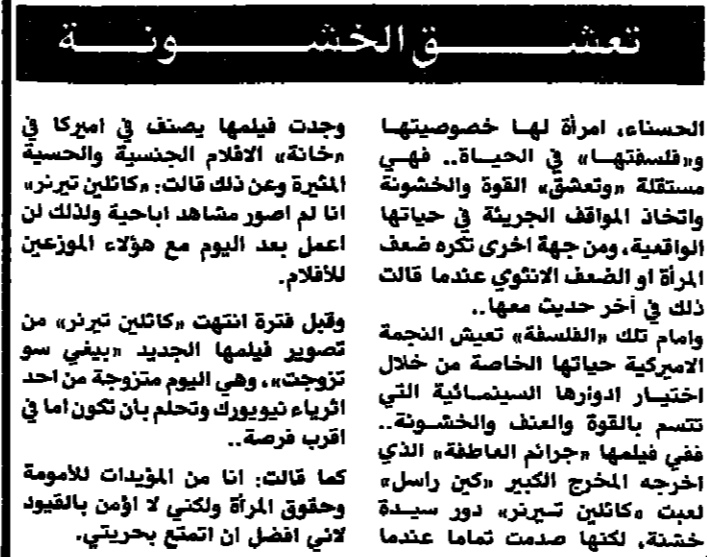 تعشق الخشونة
الحسناء، امرأة لها خصوصيتها
و«فلسفتها» في الحياة.. فهي
مستقلة «وتعشق» القوة والخشونة
واتخاذ المواقف الجريئة في حياتها
الواقعية، ومن جهة اخرى تكره ضعف
المرأة او الضعف الانثوي عندما قالت
ذلك في آخر حديث معها..
وامام تلك «الفلسفة» تعيش النجمة
الاميركية حياتها الخاصة من خلال
اختيار ادوارها السينمائية التي
تتسم بالقوة والعنف والخشونة..
ففي فيلمها «جرائم العاطفة» الذي
اخرجه المخرج الكبير «كين راسل»
لعبت «كاثلين تيرنر» دور سيدة
خشنة، لكنها صدمت تماما عندما
وجدت فيلمها يصنف في اميركا في
«خانة» الافلام الجنسية والحسية
المثيرة وعن ذلك قالت: «كاثلين تيرنر»
انا لم اصور مشاهد اباحية ولذلك لن
اعمل بعد اليوم مع هؤلاء الموزعين
للأفلام.
وقبل فترة انتهت «كاثلين تيرنر» من
تصوير فيلمها الجديد «بيغي سو
تزوجت»، وهي اليوم متزوجة من احد
اثرياء نيويورك وتحلم بأن تكون اما في
اقرب فرصة..
كما قالت: انا من المؤيدات للأمومة
وحقوق المرأة ولكني لا اؤمن بالقيود
لاني افضل ان اتمتع بحريتي.